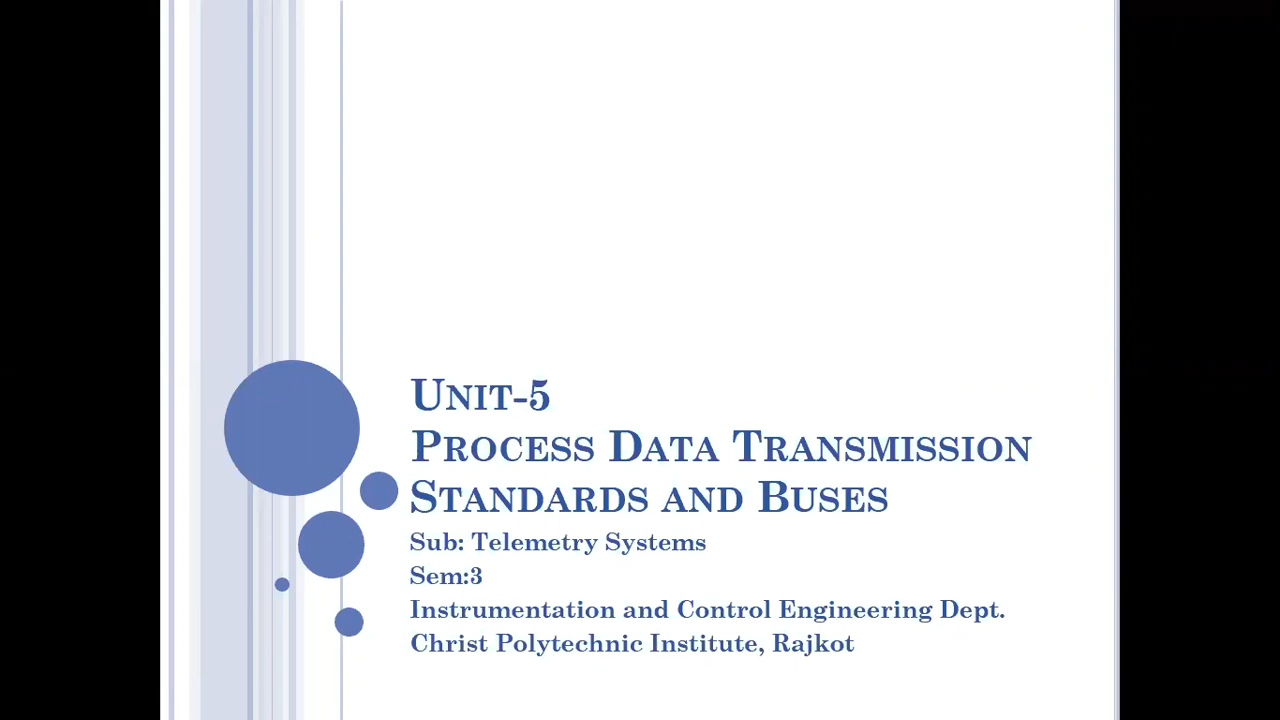 Unit-5
Process Data Transmission
Standards and Buses
Sub: Telemetry Systems
Sem:3
Instrumentation and Control Engineering Dept.
Christ Polytechnic Institute, Rajkot